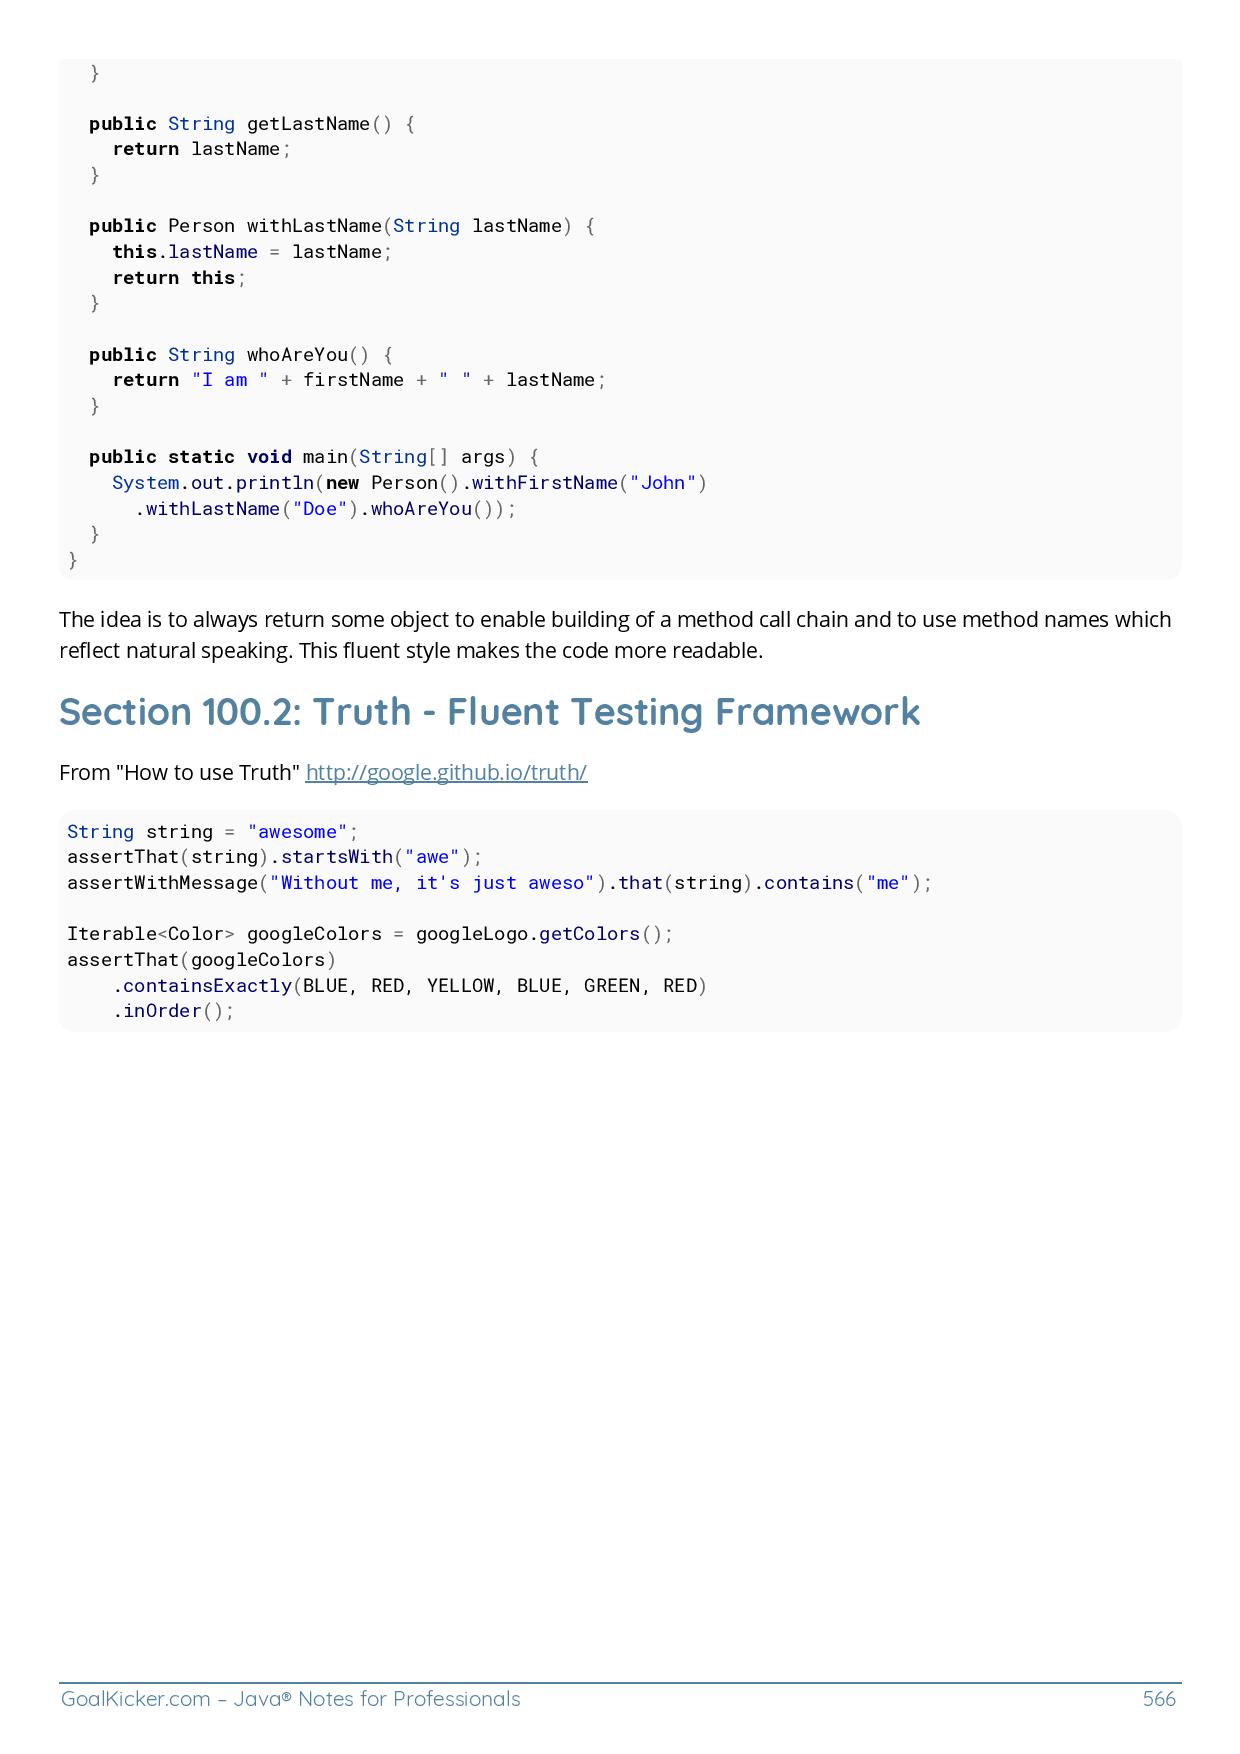 }
public String getLastName() {
return lastName;
}
public Person withLastName(String lastName) {
this.lastName = lastName;
return this;
}
public String whoAreYou() {
return "I am " + firstName + " " + lastName;
}
public static void main(String[] args) {
System.out.println(new Person().withFirstName("John")
.withLastName("Doe").whoAreYou());
}
}
The idea is to always return some object to enable building of a method call chain and to use method names which
reflect natural speaking. This fluent style makes the code more readable.
Section 100.2: Truth - Fluent Testing Framework
From "How to use Truth" http://google.github.io/truth/
String string = "awesome";
assertThat(string).startsWith("awe");
assertWithMessage("Without me, it's just aweso").that(string).contains("me");
Iterable<Color> googleColors = googleLogo.getColors();
assertThat(googleColors)
.containsExactly(BLUE, RED, YELLOW, BLUE, GREEN, RED)
.inOrder();
GoalKicker.com – Java® Notes for Professionals 566